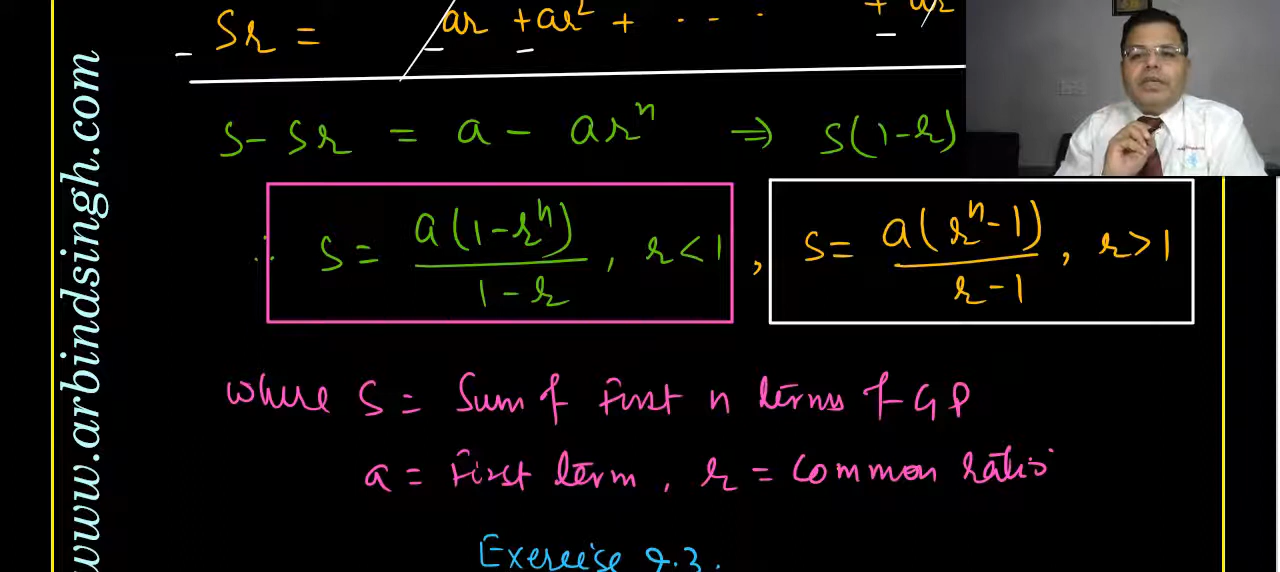 www.arbindsingh.com
- Sr = ar + ar² + . . . . + ar
S - Sr = a - arⁿ ⇒ S(1-r)
∴ S = a(1-rⁿ)/1-r , r<1 , S = a(rⁿ-1)/r-1 , r>1
where S = Sum of First n terms of GP
a = First term , r = Common ratio
Exercise 9.3.